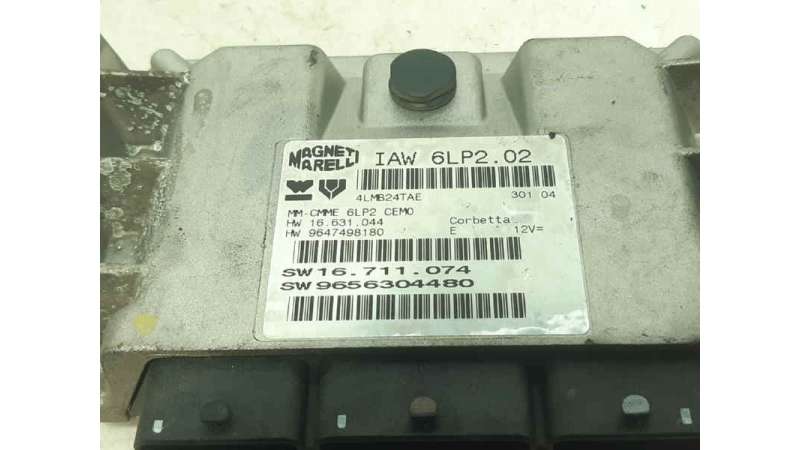 MAGNETI MARELLI IAW 6LP2.02
4LMB24TAE 301 04
MM-CMME 6LP2 CEMO
HW 16.631.044 Corbetta
HW 9647498180 E 12V=
SW16.711.074
SW9656304480